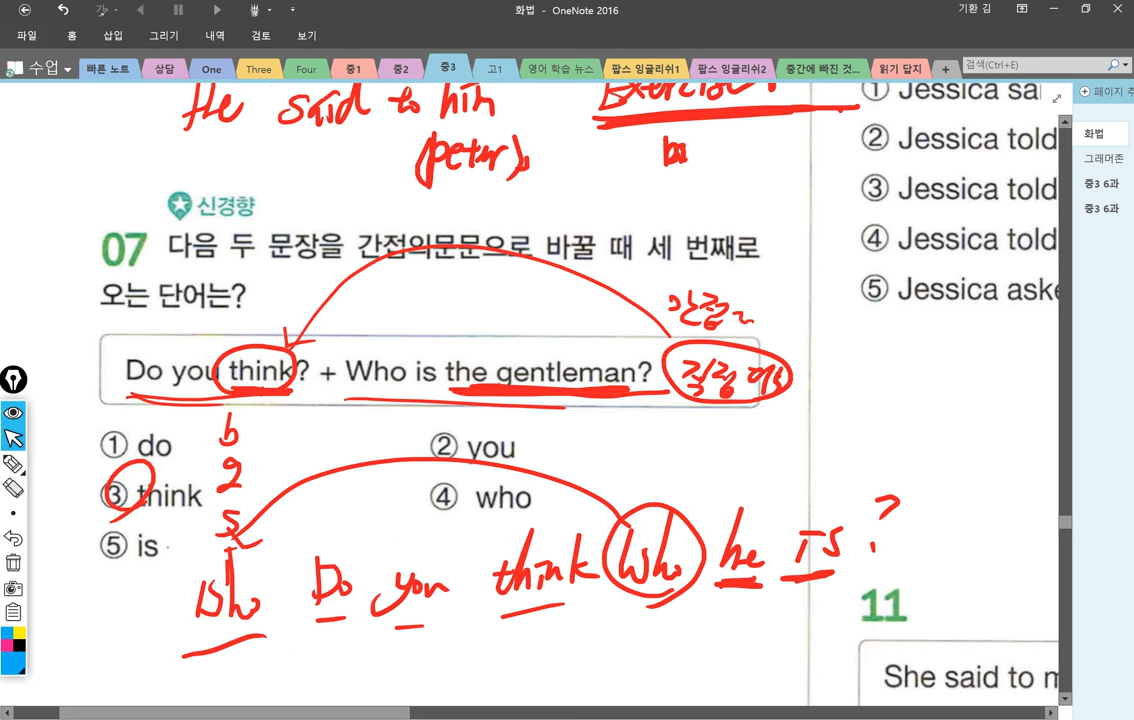 화법 - OneNote 2016
기환 김
파일 홈 삽입 그리기 내역 검토 보기
수업 빠른 노트 상담 One Three Four 중1 중2 중3 고1 영어 학습 뉴스 팝스 잉글리쉬1 팝스 잉글리쉬2 중간에 빠진 것... 읽기 답지 + 검색(Ctrl+E)
페이지 추
화법
그래머존
중3 6과
중3 6과
He said to him
(peter)
Exercise 1
신경향
07 다음 두 문장을 간접의문문으로 바꿀 때 세 번째로
오는 단어는?
Do you think? + Who is the gentleman?
① do ② you
③ think ④ who
⑤ is
b
g
s
Who Do you think who he is?
① Jessica sa
② Jessica told
③ Jessica told
④ Jessica told
⑤ Jessica aske
11
She said to m